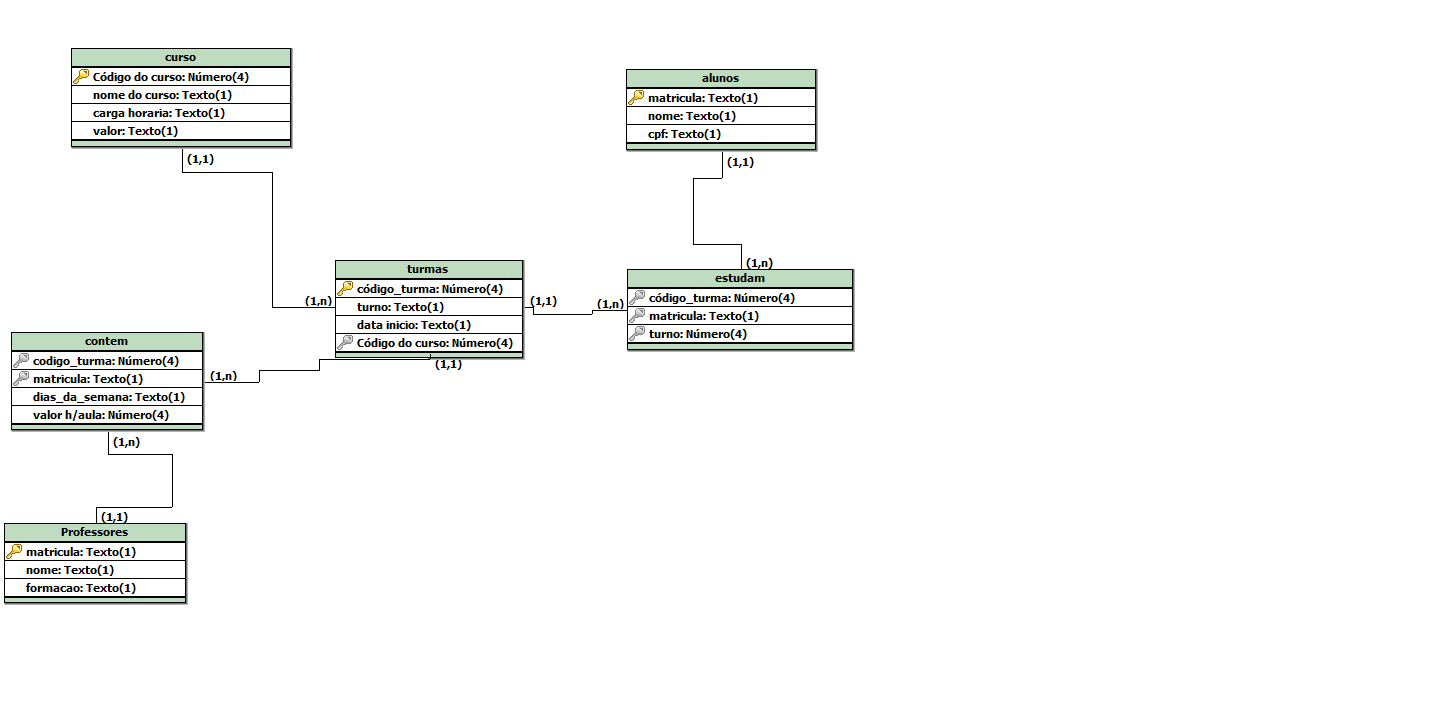 curso
Código do curso: Número(4)
nome do curso: Texto(1)
carga horaria: Texto(1)
valor: Texto(1)
(1,1)
alunos
matricula: Texto(1)
nome: Texto(1)
cpf: Texto(1)
(1,1)
turmas
código_turma: Número(4)
turno: Texto(1)
data inicio: Texto(1)
Código do curso: Número(4)
(1,n)
(1,1)
(1,1)
(1,n)
(1,n)
estudam
código_turma: Número(4)
matricula: Texto(1)
turno: Número(4)
contem
codigo_turma: Número(4)
matricula: Texto(1)
dias_da_semana: Texto(1)
valor h/aula: Número(4)
(1,n)
(1,n)
(1,1)
Professores
matricula: Texto(1)
nome: Texto(1)
formacao: Texto(1)